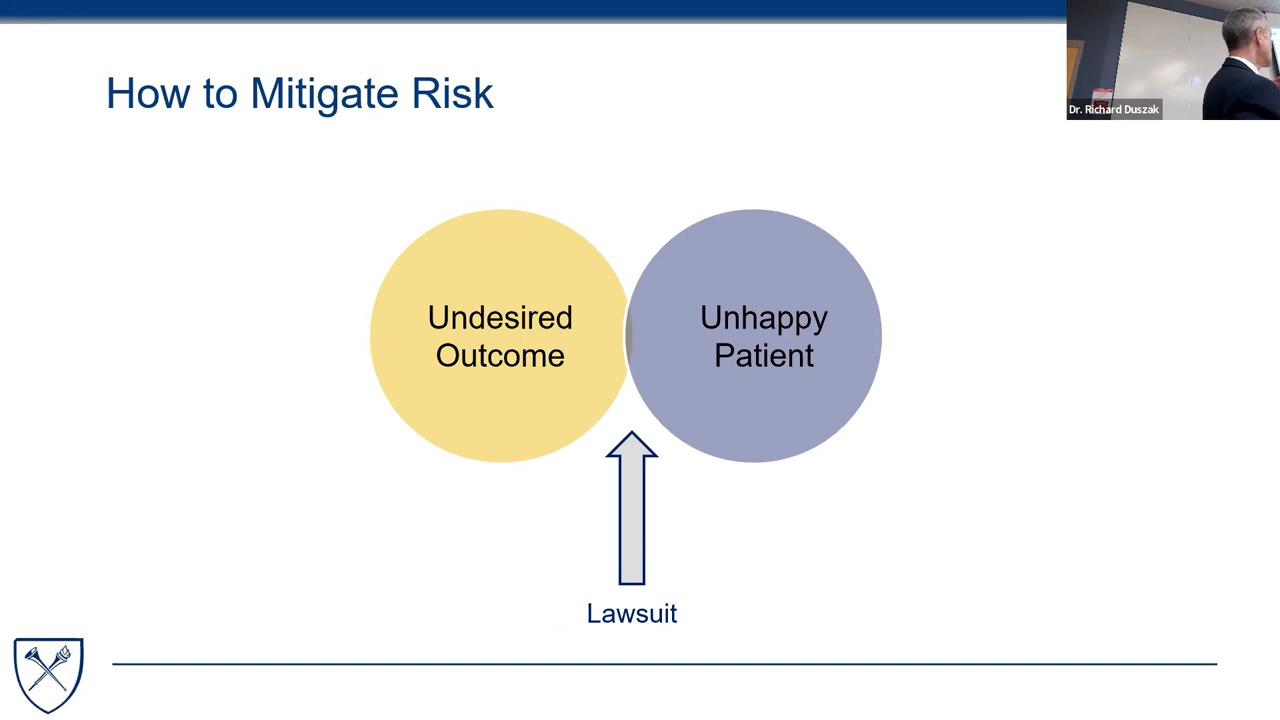 How to Mitigate Risk
Dr. Richard Duszak
Undesired
Outcome
Unhappy
Patient
Lawsuit